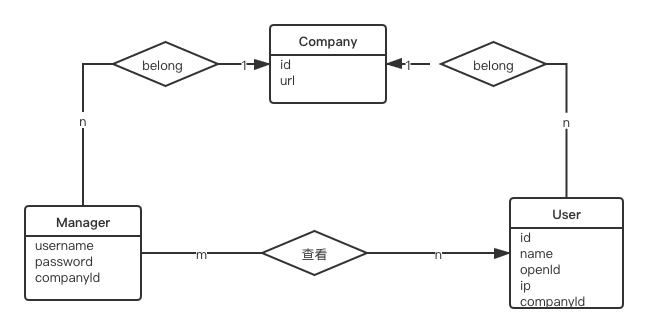 Company
belong
1
id
url
1
belong
n
n
Manager
username
password
companyId
User
id
name
openId
ip
companyId
m
查看
n